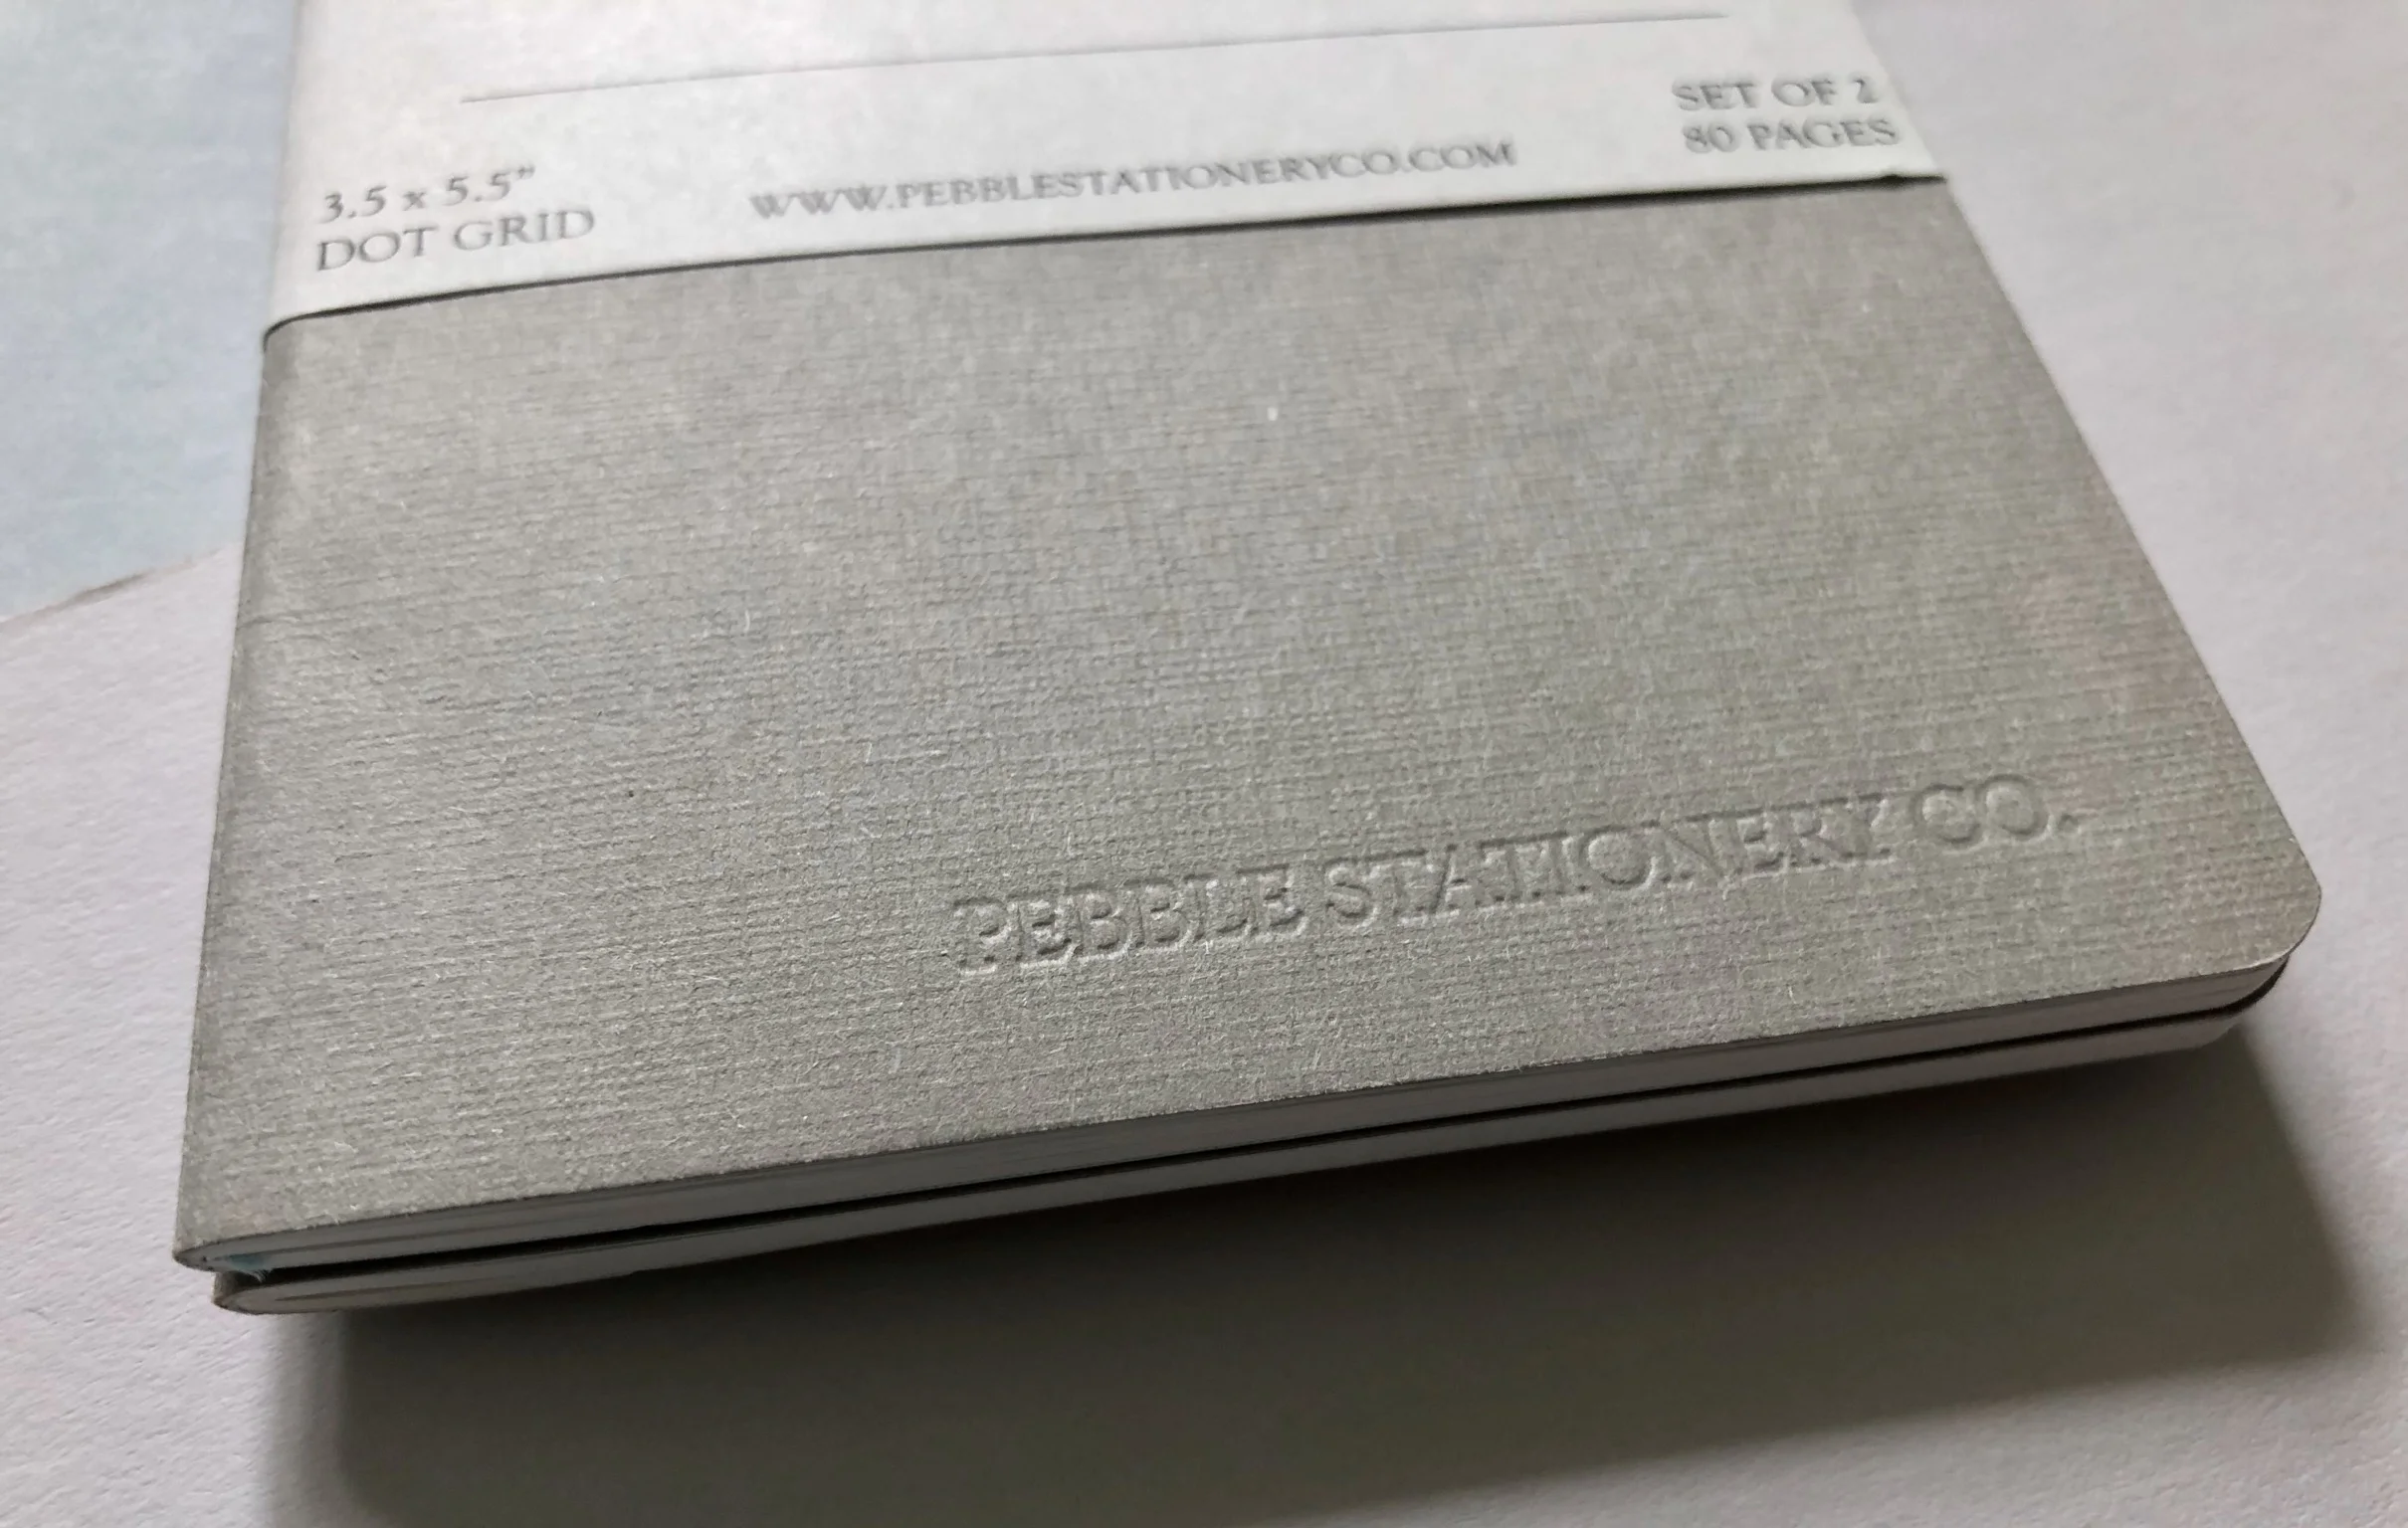 3.5 x 5.5”
DOT GRID
WWW.PEBBLESTATIONERYCO.COM
SET OF 2
80 PAGES
PEBBLE STATIONERY CO.